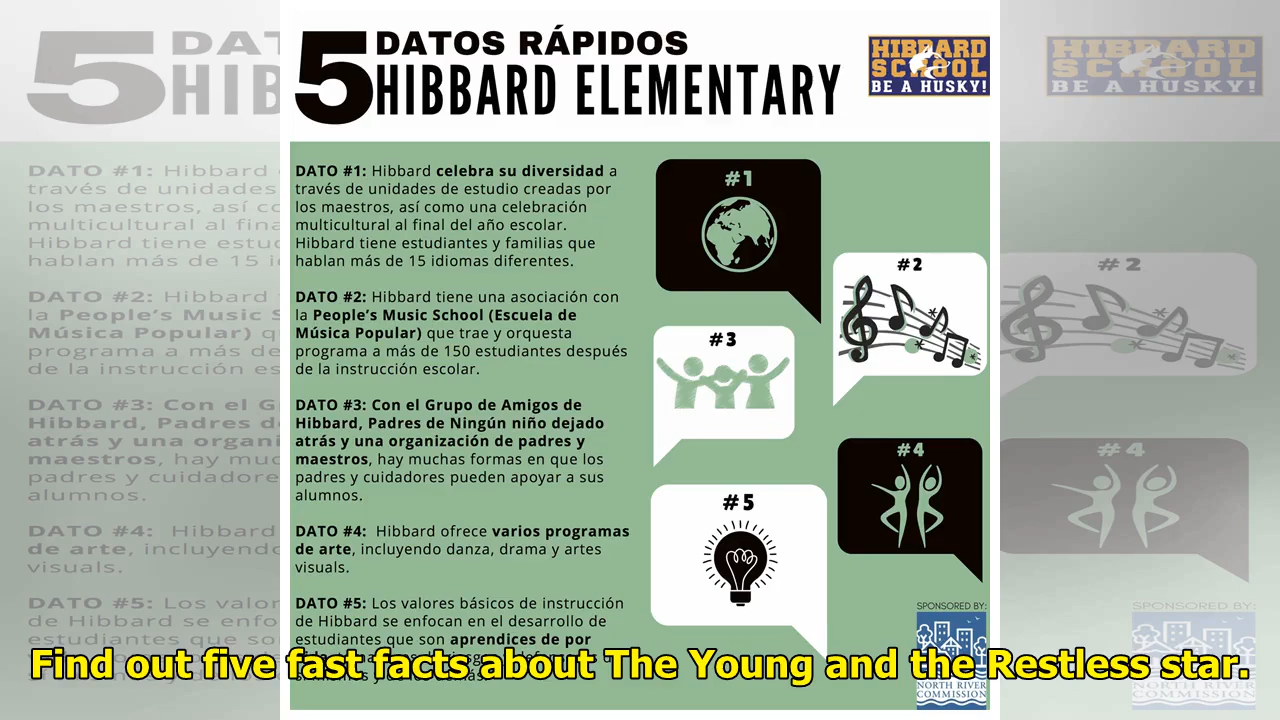 5 DATOS RÁPIDOS
HIBBARD ELEMENTARY
HIBBARD
SCHOOL
BE A HUSKY!
DATO #1: Hibbard celebra su diversidad a
través de unidades de estudio creadas por
los maestros, así como una celebración
multicultural al final del año escolar.
Hibbard tiene estudiantes y familias que
hablan más de 15 idiomas diferentes.
DATO #2: Hibbard tiene una asociación con
la People's Music School (Escuela de
Música Popular) que trae y orquesta
programa a más de 150 estudiantes después
de la instrucción escolar.
DATO #3: Con el Grupo de Amigos de
Hibbard, Padres de Ningún niño dejado
atrás y una organización de padres y
maestros, hay muchas formas en que los
padres y cuidadores pueden apoyar a sus
alumnos.
DATO #4: Hibbard ofrece varios programas
de arte, incluyendo danza, drama y artes
visuals.
DATO #5: Los valores básicos de instrucción
de Hibbard se enfocan en el desarrollo de
estudiantes que son aprendices de por
#1
#2
#3
#4
#5
SPONSORED BY:
NORTH RIVER
COMMISSION
Find out five fast facts about The Young and the Restless star.